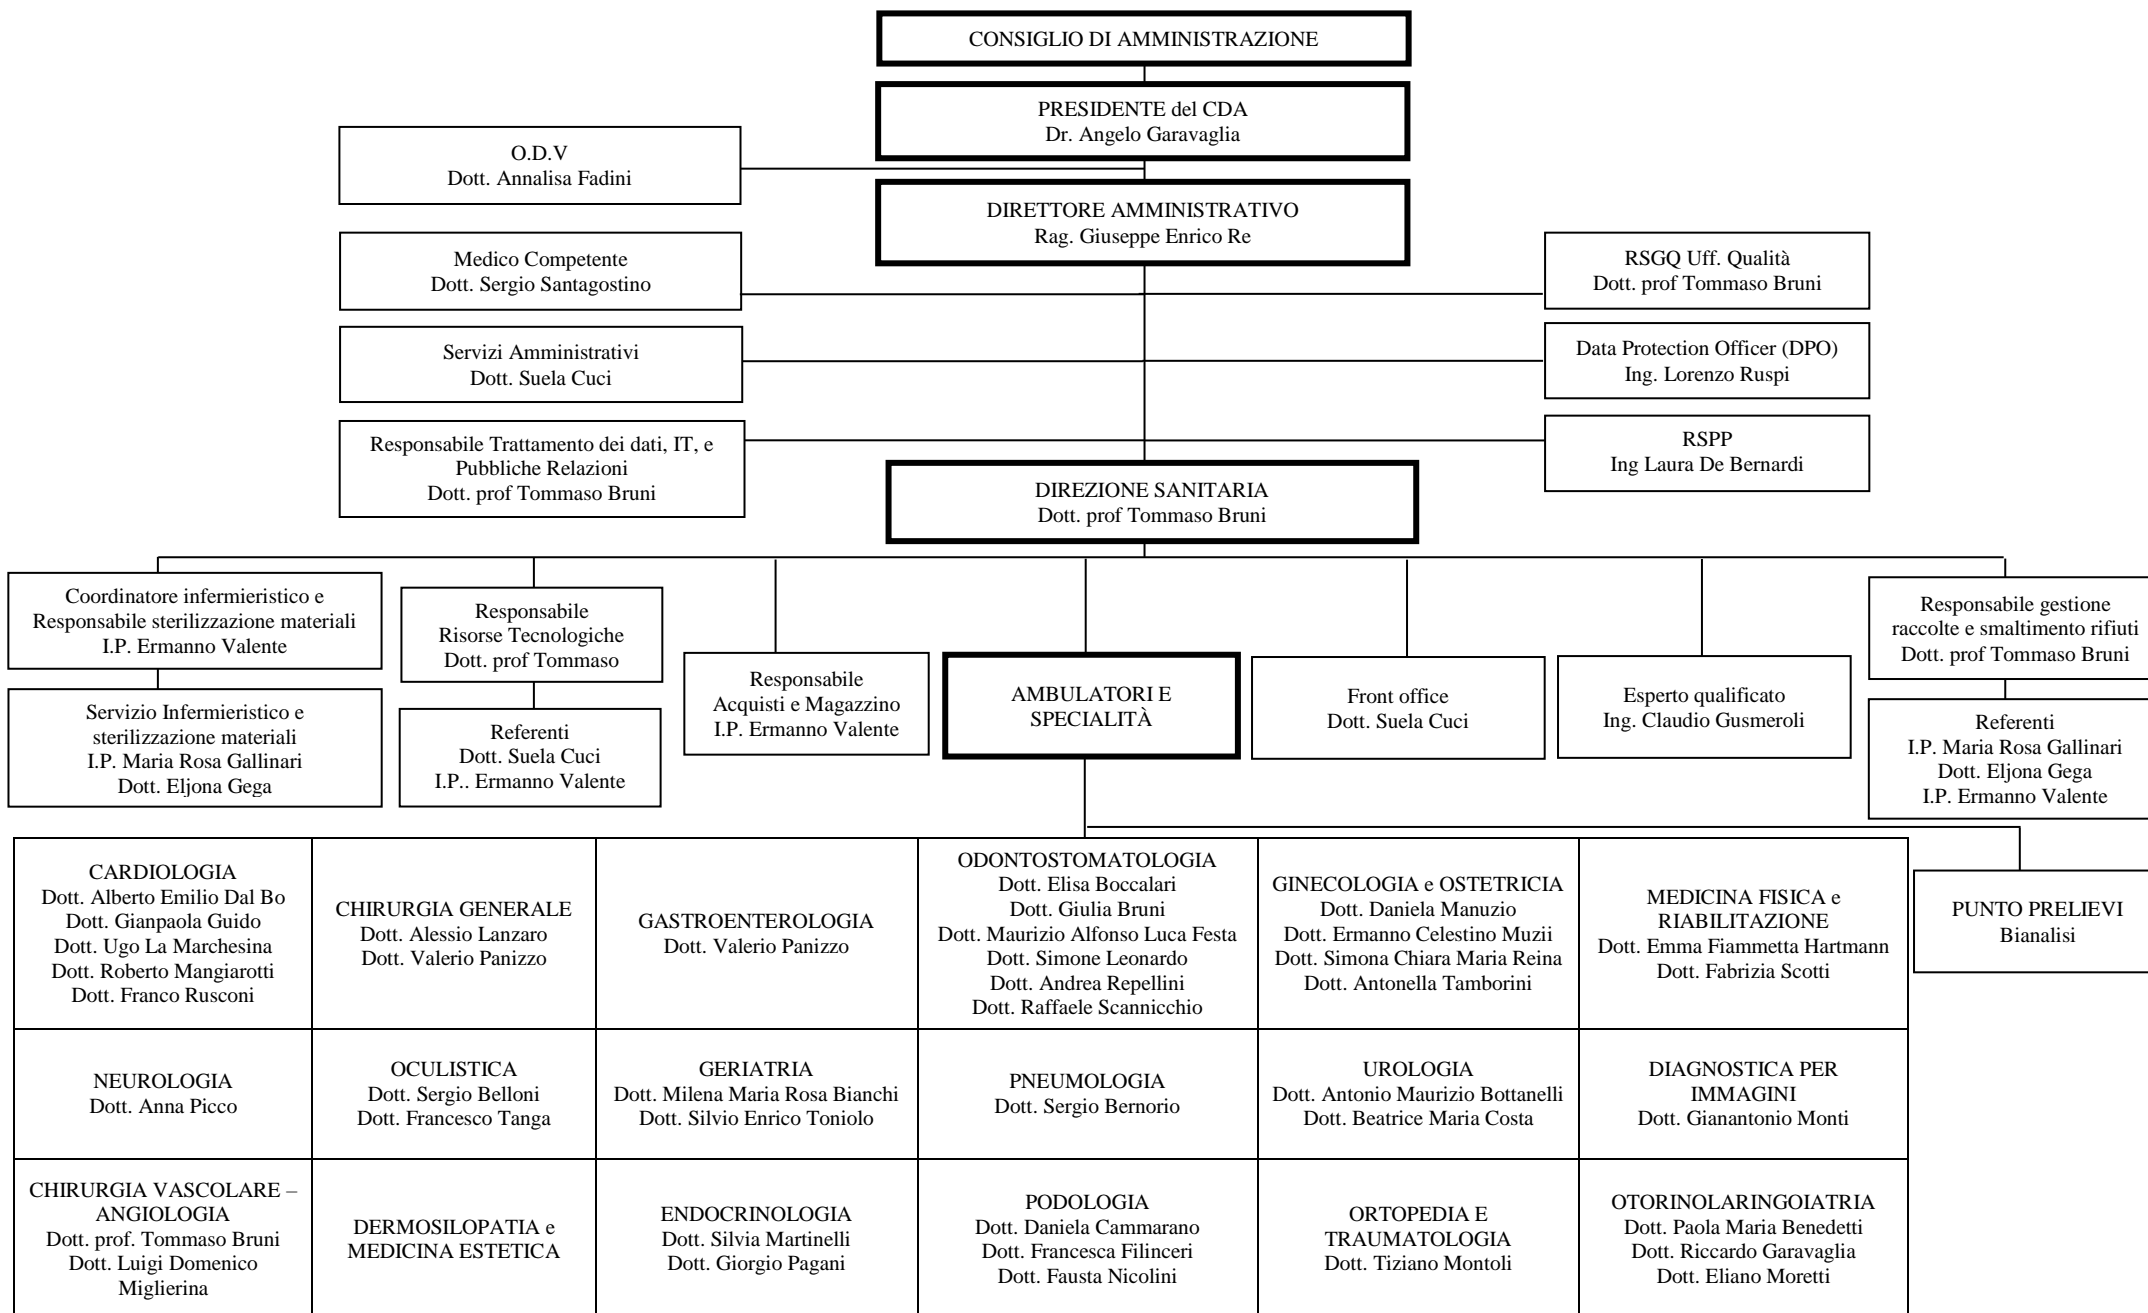 CONSIGLIO DI AMMINISTRAZIONE
PRESIDENTE del CDA
Dr. Angelo Garavaglia
O.D.V
Dott. Annalisa Fadini
DIRETTORE AMMINISTRATIVO
Rag. Giuseppe Enrico Re
Medico Competente
Dott. Sergio Santagostino
RSGQ Uff. Qualità
Dott. prof Tommaso Bruni
Servizi Amministrativi
Dott. Suela Cuci
Data Protection Officer (DPO)
Ing. Lorenzo Ruspi
Responsabile Trattamento dei dati, IT, e
Pubbliche Relazioni
Dott. prof Tommaso Bruni
RSPP
Ing Laura De Bernardi
DIREZIONE SANITARIA
Dott. prof Tommaso Bruni
Coordinatore infermieristico e
Responsabile sterilizzazione materiali
I.P. Ermanno Valente
Responsabile
Risorse Tecnologiche
Dott. prof Tommaso
Responsabile
Acquisti e Magazzino
I.P. Ermanno Valente
AMBULATORI E
SPECIALITÀ
Front office
Dott. Suela Cuci
Esperto qualificato
Ing. Claudio Gusmeroli
Responsabile gestione
raccolte e smaltimento rifiuti
Dott. prof Tommaso Bruni
Servizio Infermieristico e
sterilizzazione materiali
I.P. Maria Rosa Gallinari
Dott. Eljona Gega
Referenti
Dott. Suela Cuci
I.P.. Ermanno Valente
Referenti
I.P. Maria Rosa Gallinari
Dott. Eljona Gega
I.P. Ermanno Valente
CARDIOLOGIA
Dott. Alberto Emilio Dal Bo
Dott. Gianpaola Guido
Dott. Ugo La Marchesina
Dott. Roberto Mangiarotti
Dott. Franco Rusconi
CHIRURGIA GENERALE
Dott. Alessio Lanzaro
Dott. Valerio Panizzo
GASTROENTEROLOGIA
Dott. Valerio Panizzo
ODONTOSTOMATOLOGIA
Dott. Elisa Boccalari
Dott. Giulia Bruni
Dott. Maurizio Alfonso Luca Festa
Dott. Simone Leonardo
Dott. Andrea Repellini
Dott. Raffaele Scannicchio
GINECOLOGIA e OSTETRICIA
Dott. Daniela Manuzio
Dott. Ermanno Celestino Muzii
Dott. Simona Chiara Maria Reina
Dott. Antonella Tamborini
MEDICINA FISICA e
RIABILITAZIONE
Dott. Emma Fiammetta Hartmann
Dott. Fabrizia Scotti
PUNTO PRELIEVI
Bianalisi
NEUROLOGIA
Dott. Anna Picco
OCULISTICA
Dott. Sergio Belloni
Dott. Francesco Tanga
GERIATRIA
Dott. Milena Maria Rosa Bianchi
Dott. Silvio Enrico Toniolo
PNEUMOLOGIA
Dott. Sergio Bernorio
UROLOGIA
Dott. Antonio Maurizio Bottanelli
Dott. Beatrice Maria Costa
DIAGNOSTICA PER
IMMAGINI
Dott. Gianantonio Monti
CHIRURGIA VASCOLARE –
ANGIOLOGIA
Dott. prof. Tommaso Bruni
Dott. Luigi Domenico
Miglierina
DERMOSILOPATIA e
MEDICINA ESTETICA
ENDOCRINOLOGIA
Dott. Silvia Martinelli
Dott. Giorgio Pagani
PODOLOGIA
Dott. Daniela Cammarano
Dott. Francesca Filinceri
Dott. Fausta Nicolini
ORTOPEDIA E
TRAUMATOLOGIA
Dott. Tiziano Montoli
OTORINOLARINGOIATRIA
Dott. Paola Maria Benedetti
Dott. Riccardo Garavaglia
Dott. Eliano Moretti